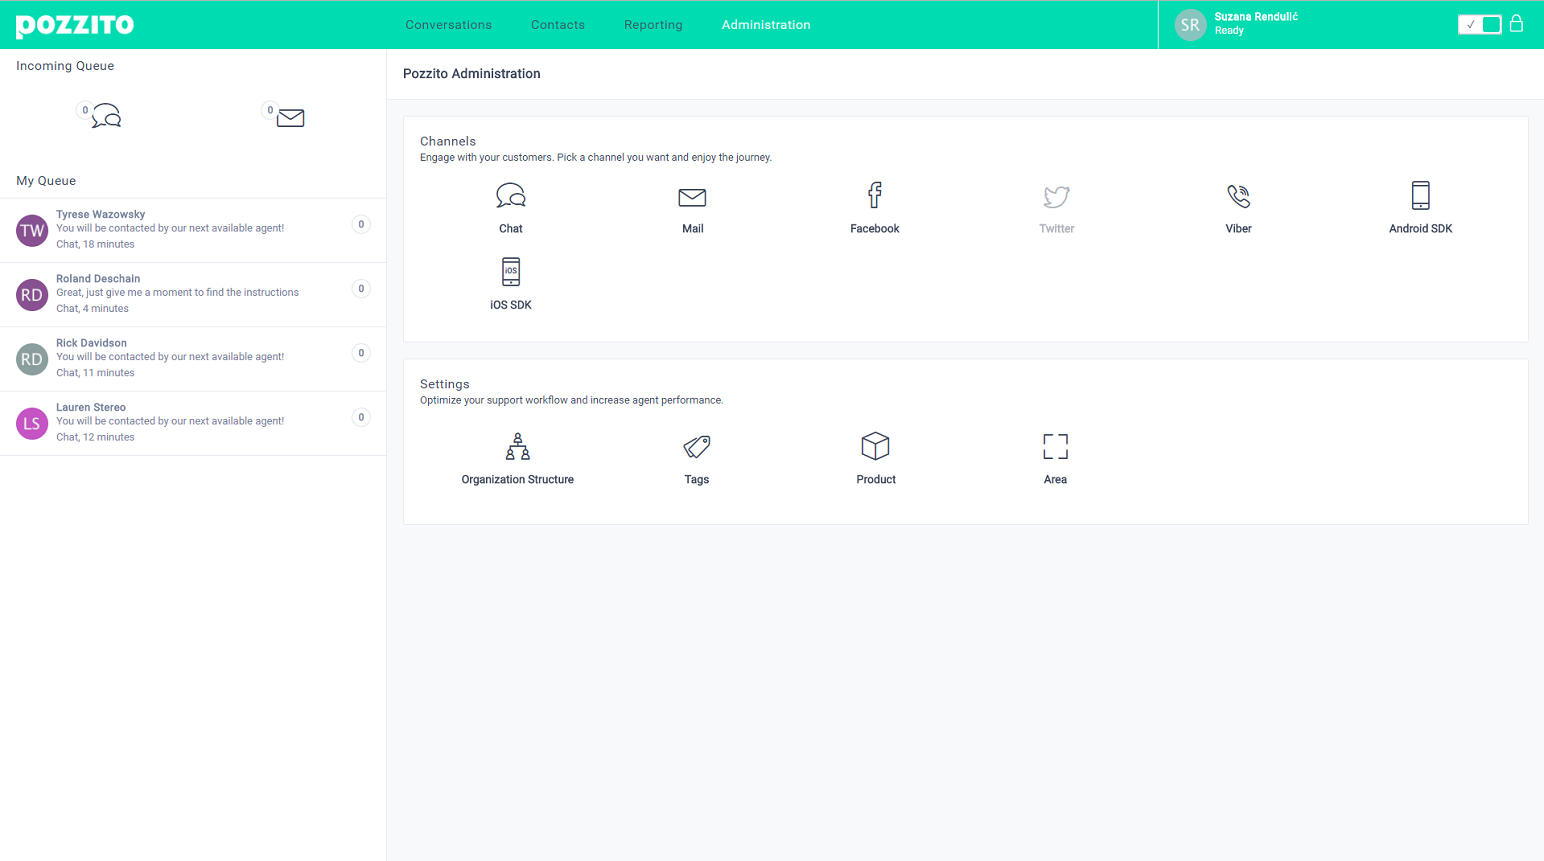 POZZITO
Conversations
Contacts
Reporting
Administration
SR
Suzana Rendulić
Ready
✓
Incoming Queue
0
0
My Queue
TW
Tyrese Wazowsky
You will be contacted by our next available agent!
Chat, 18 minutes
0
RD
Roland Deschain
Great, just give me a moment to find the instructions
Chat, 4 minutes
0
RD
Rick Davidson
You will be contacted by our next available agent!
Chat, 11 minutes
0
LS
Lauren Stereo
You will be contacted by our next available agent!
Chat, 12 minutes
0
Pozzito Administration
Channels
Engage with your customers. Pick a channel you want and enjoy the journey.
Chat
Mail
Facebook
Twitter
Viber
Android SDK
iOS
iOS SDK
Settings
Optimize your support workflow and increase agent performance.
Organization Structure
Tags
Product
Area